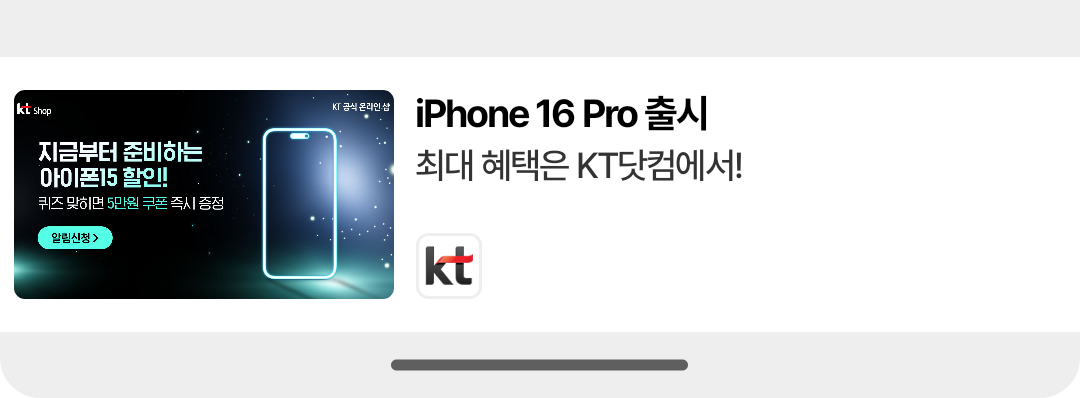 kt Shop
KT 공식 온라인 샵
지금부터 준비하는
아이폰15 할인!
퀴즈 맞히면 5만원 쿠폰 즉시 증정
알림신청 >
iPhone 16 Pro 출시
최대 혜택은 KT닷컴에서!
kt